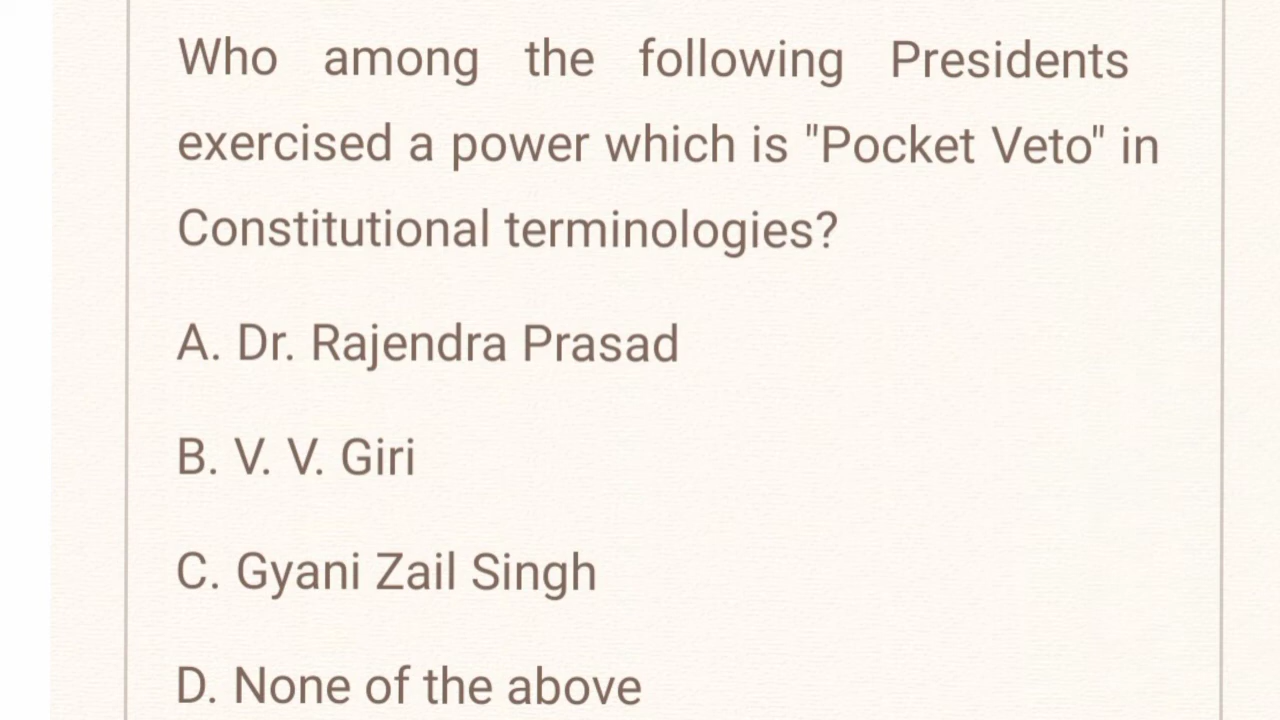 Who among the following Presidents
exercised a power which is "Pocket Veto" in
Constitutional terminologies?
A. Dr. Rajendra Prasad
B. V. V. Giri
C. Gyani Zail Singh
D. None of the above